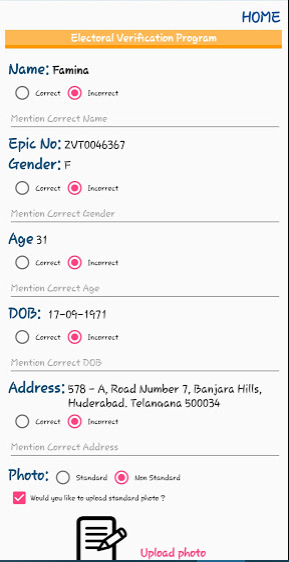 HOME
Electoral Verification Program
Name: Famina
Correct Incorrect
Mention Correct Name
Epic No: ZVT0046367
Gender: F
Correct Incorrect
Mention Correct Gender
Age 31
Correct Incorrect
Mention Correct Age
DOB: 17-09-1971
Correct Incorrect
Mention Correct DOB
Address: 578 - A, Road Number 7, Banjara Hills,
Hyderabad, Telangana 500034
Correct Incorrect
Mention Correct Address
Photo: Standard Non Standard
Would you like to upload standard photo ?
Upload photo